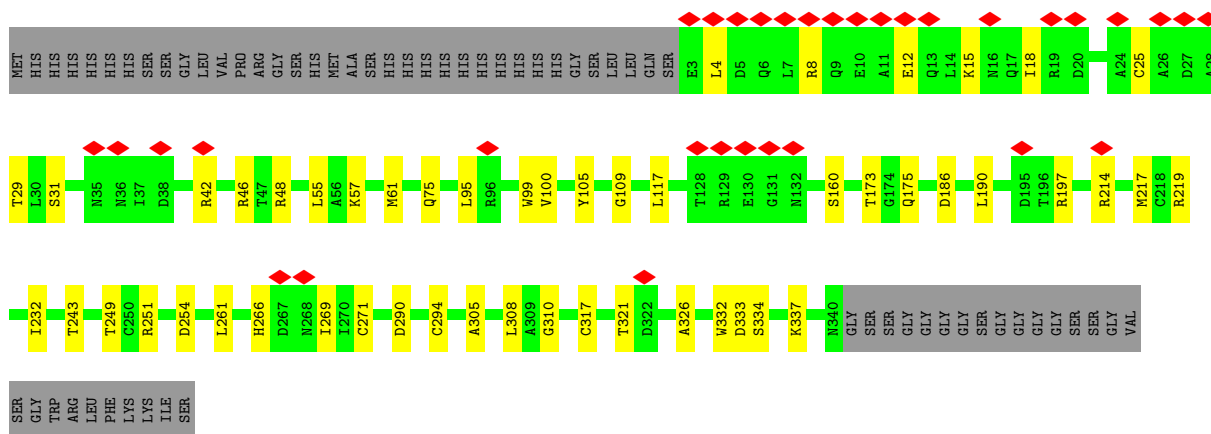 MET HIS HIS HIS HIS HIS HIS SER SER GLY LEU VAL PRO ARG GLY SER HIS MET ALA SER HIS HIS HIS HIS HIS HIS HIS HIS HIS HIS GLY SER LEU LEU GLN SER E3 L4 D5 Q6 L7 R8 Q9 E10 A11 E12 Q13 L14 K15 N16 Q17 I18 R19 D20 A24 C25 A26 D27 A28
T29 L30 S31 N35 N36 I37 D38 R42 R46 T47 R48 L55 A56 K57 M61 Q75 L95 R96 W99 V100 Y105 G109 L117 T128 R129 E130 G131 N132 S160 T173 G174 Q175 D186 L190 D195 T196 R197 R214 M217 C218 R219
I232 T243 T249 C250 R251 D254 L261 H266 D267 N268 I269 I270 C271 D290 C294 A305 L308 A309 G310 C317 T321 D322 A326 W332 D333 S334 K337 N340 GLY SER SER GLY GLY GLY GLY SER GLY GLY GLY GLY SER SER GLY VAL
SER GLY TRP ARG LEU PHE LYS LYS ILE SER